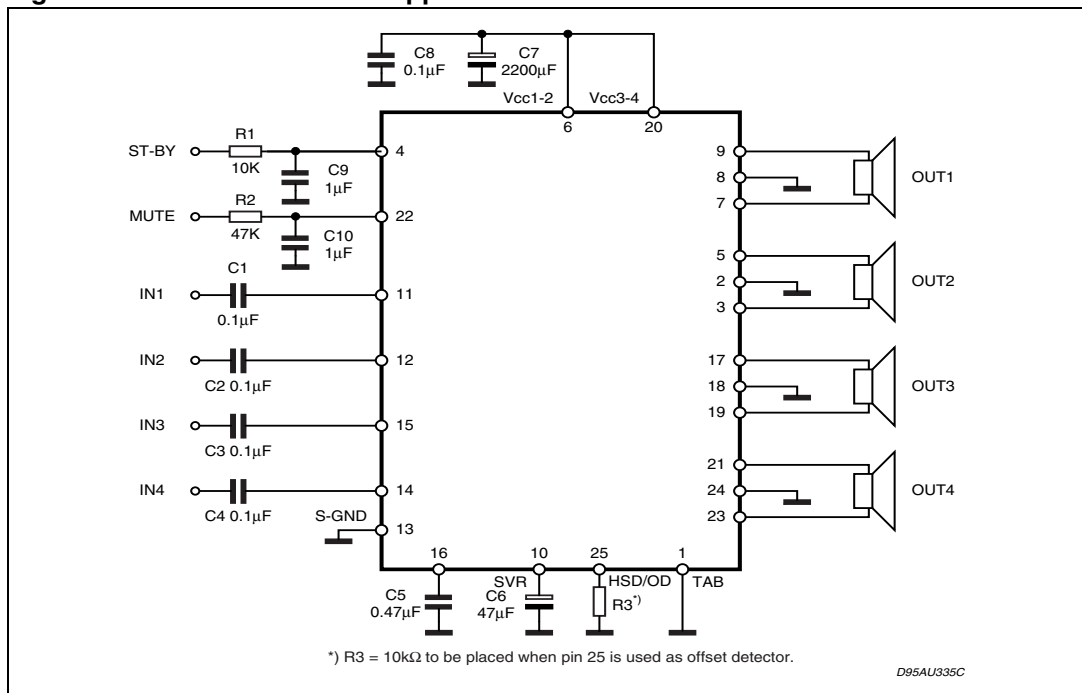 C8
0.1µF
C7
2200µF
Vcc1-2
Vcc3-4
6
20
ST-BY
R1
10K
4
C9
1µF
MUTE
R2
47K
22
C10
1µF
IN1
C1
0.1µF
11
IN2
C2 0.1µF
12
IN3
C3 0.1µF
15
IN4
C4 0.1µF
14
S-GND
13
9
8
7
OUT1
5
2
3
OUT2
17
18
19
OUT3
21
24
23
OUT4
16
10
25
1
SVR
HSD/OD
TAB
C5
0.47µF
C6
47µF
R3*)
*) R3 = 10kΩ to be placed when pin 25 is used as offset detector.
D95AU335C